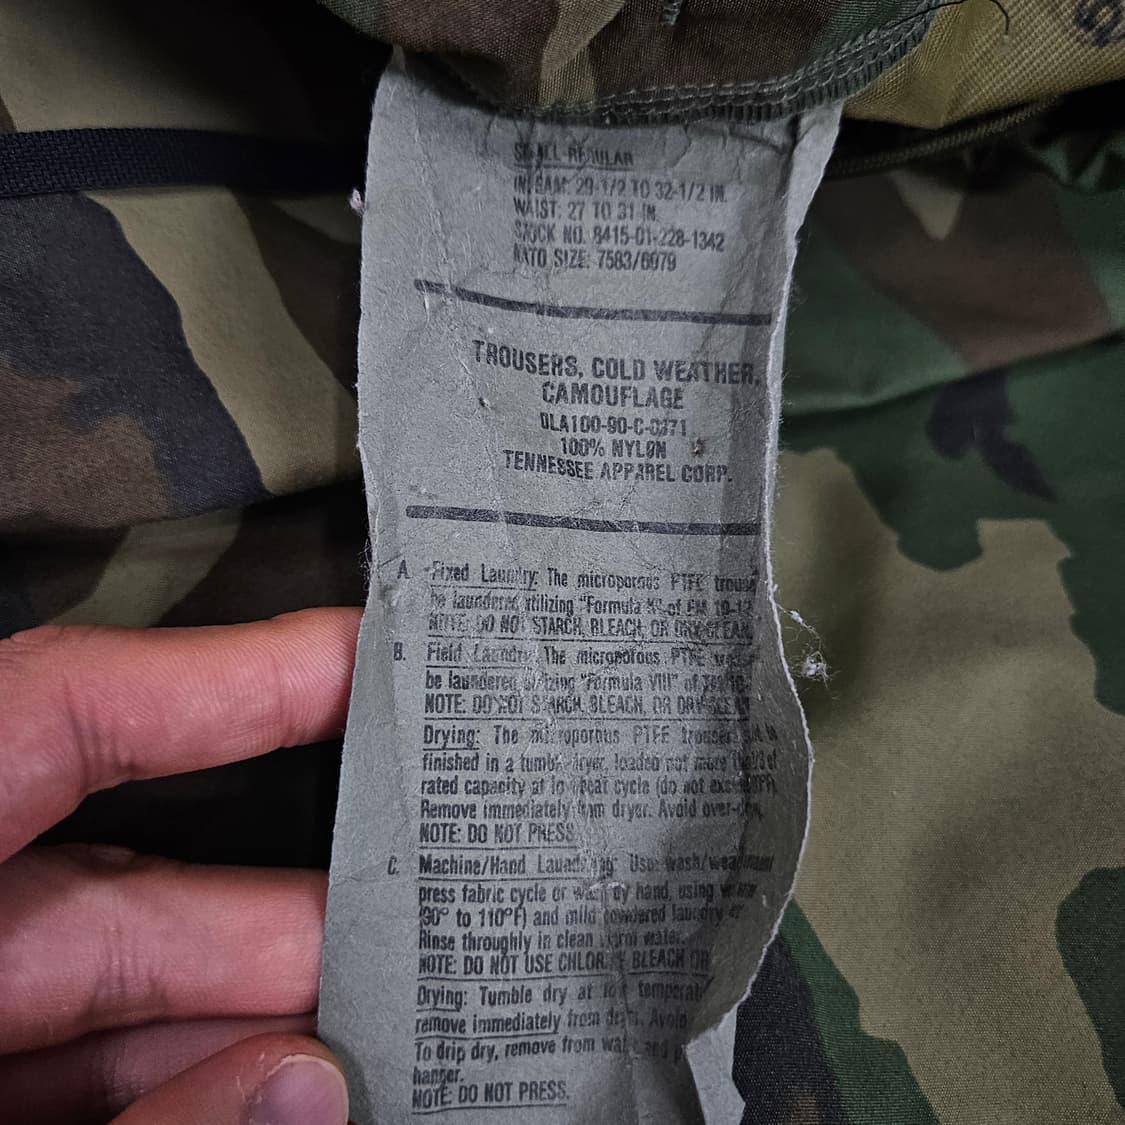 SMALL-REGULAR
INSEAM: 29-1/2 TO 32-1/2 IN.
WAIST: 27 TO 31 IN.
STOCK NO. 8415-01-228-1342
NATO SIZE: 7583/6979
TROUSERS, COLD WEATHER,
CAMOUFLAGE
DLA100-90-C-0371
100% NYLON
TENNESSEE APPAREL CORP.
A. Fixed Laundry: The microporous PTFE
be laundered utilizing "Formula of FM
NOTE: DO NOT STARCH, BLEACH, OR DRY-CLEAN.
B. Field Laundry: The microporous PTFE
be laundered utilizing "Formula VIII" of
NOTE: DO NOT STARCH, BLEACH, OR
Drying: The microporous PTFE trousers
finished in a tumble dryer, loaded not more of
rated capacity at low heat cycle (do not
Remove immediately from dryer. Avoid
NOTE: DO NOT PRESS.
C. Machine/Hand Laundering: Use
press fabric cycle or wash by hand, using
(90° to 110°F) and mild powdered laundry
Rinse throughly in clean warm water.
NOTE: DO NOT USE CHLORINE BLEACH OR
Drying: Tumble dry at low
remove immediately from dryer. Avoid
To drip dry, remove from and
hanger.
NOTE: DO NOT PRESS.